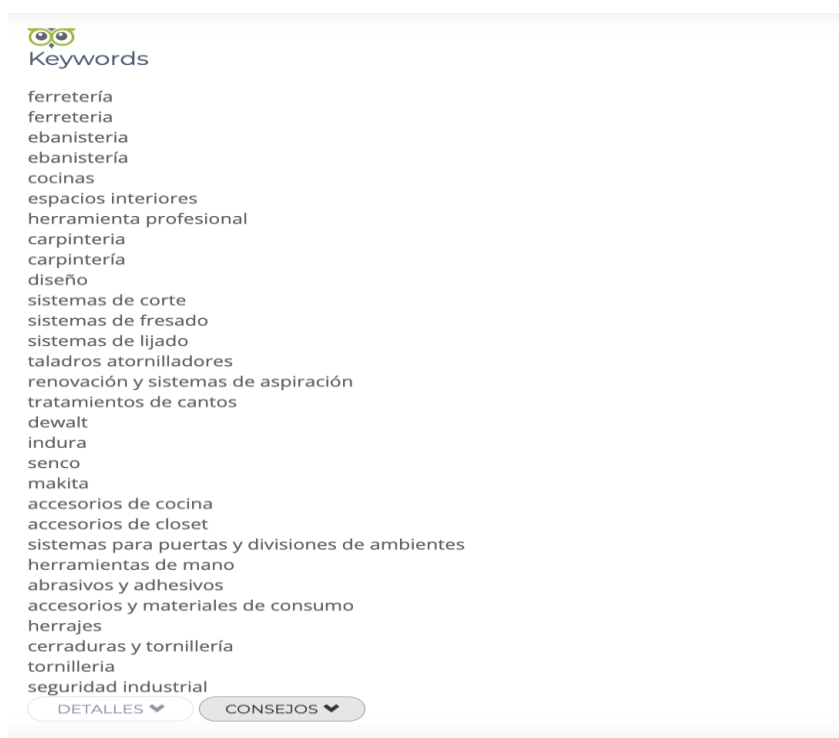 Keywords
ferretería
ferreteria
ebanisteria
ebanistería
cocinas
espacios interiores
herramienta profesional
carpinteria
carpintería
diseño
sistemas de corte
sistemas de fresado
sistemas de lijado
taladros atornilladores
renovación y sistemas de aspiración
tratamientos de cantos
dewalt
indura
senco
makita
accesorios de cocina
accesorios de closet
sistemas para puertas y divisiones de ambientes
herramientas de mano
abrasivos y adhesivos
accesorios y materiales de consumo
herrajes
cerraduras y tornillería
tornilleria
seguridad industrial
DETALLES CONSEJOS